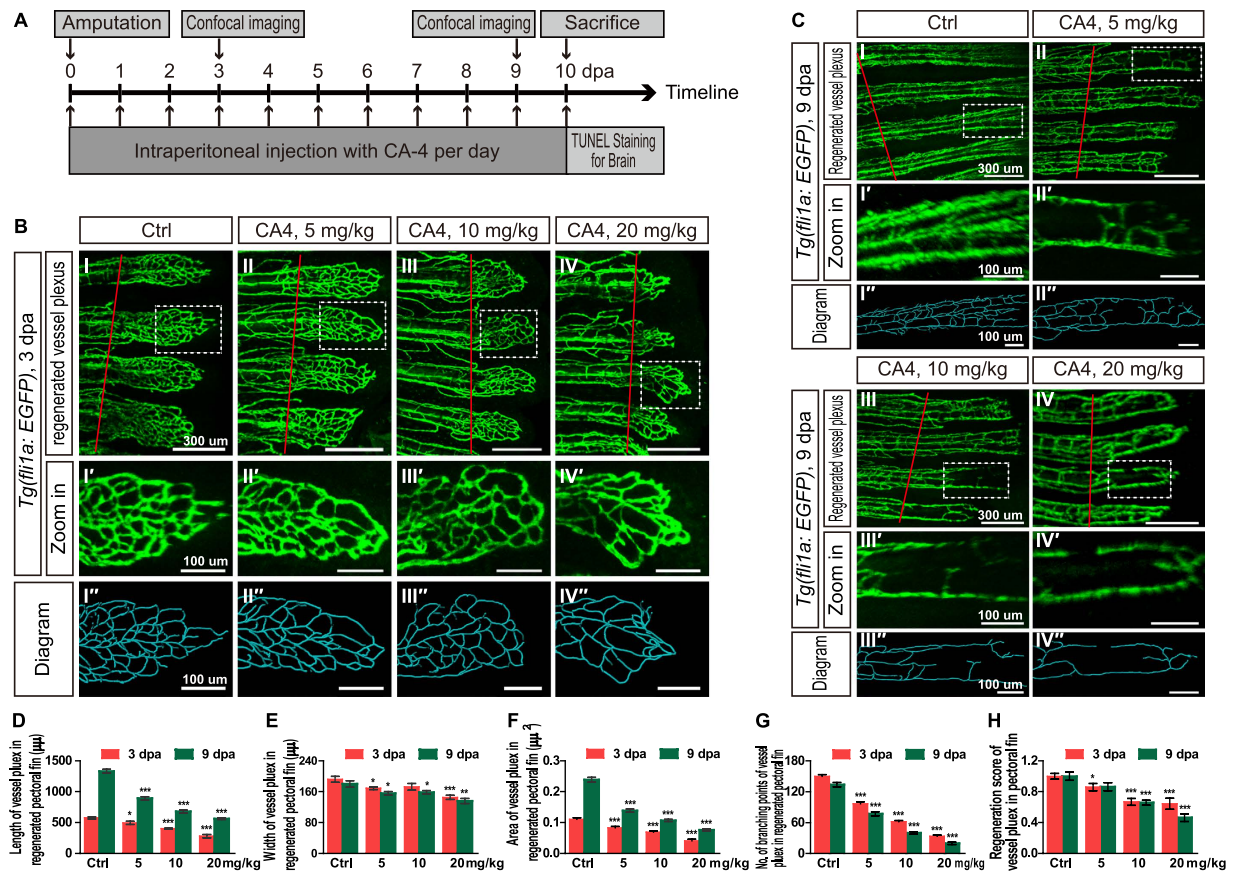 A
Amputation
Confocal imaging
Confocal imaging
Sacrifice
0 1 2 3 4 5 6 7 8 9 10 dpa
Timeline
Intraperitoneal injection with CA-4 per day
TUNEL Staining
for Brain
B
Ctrl
CA4, 5 mg/kg
CA4, 10 mg/kg
CA4, 20 mg/kg
Tg(fli1a: EGFP), 3 dpa
regenerated vessel plexus
I
II
III
IV
300 um
Zoom in
I′
II′
III′
IV′
100 um
Diagram
I″
II″
III″
IV″
100 um
C
Ctrl
CA4, 5 mg/kg
Tg(fli1a: EGFP), 9 dpa
Regenerated vessel plexus
I
II
300 um
Zoom in
I′
II′
100 um
Diagram
I″
II″
100 um
CA4, 10 mg/kg
CA4, 20 mg/kg
Tg(fli1a: EGFP), 9 dpa
Regenerated vessel plexus
III
IV
300 um
Zoom in
III′
IV′
100 um
Diagram
III″
IV″
100 um
D
Length of vessel pluex in
regenerated pectoral fin (μμ)
3 dpa
9 dpa
1500
1000
500
0
*
***
***
***
***
***
Ctrl 5 10 20 mg/kg
E
Width of vessel pluex in
regenerated pectoral fin (μμ)
3 dpa
9 dpa
240
160
80
0
*
*
*
***
**
Ctrl 5 10 20 mg/kg
F
Area of vessel pluex in
regenerated pectoral fin (μμ²)
3 dpa
9 dpa
0.3
0.2
0.1
0.0
***
***
***
***
***
***
Ctrl 5 10 20 mg/kg
G
No. of branching points of vessel
pluex in regenerated pectoral fin
3 dpa
9 dpa
180
120
60
0
***
***
***
***
***
***
Ctrl 5 10 20 mg/kg
H
Regeneration score of
vessel pluex in pectoral fin
3 dpa
9 dpa
1.2
0.8
0.4
0.0
*
***
***
***
***
Ctrl 5 10 20 mg/kg